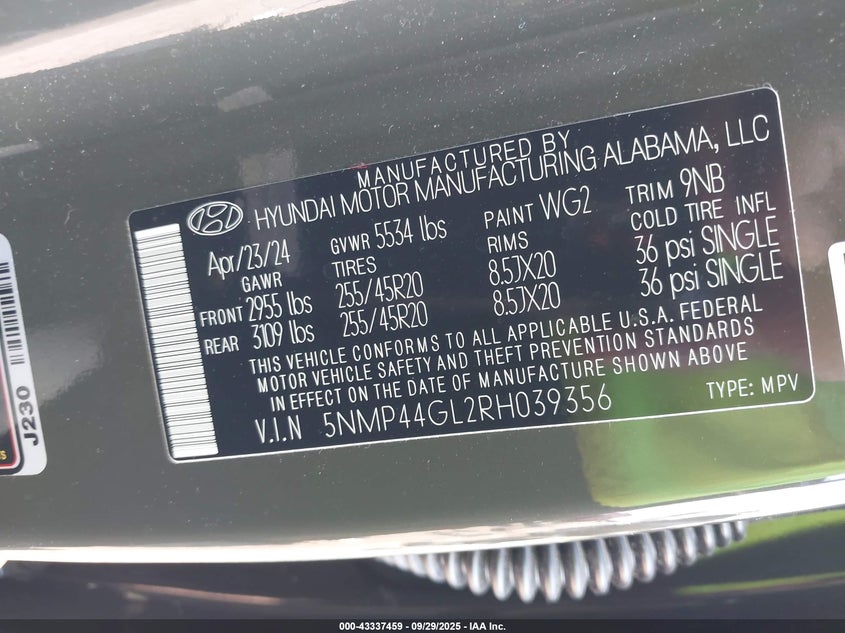 MANUFACTURED BY
HYUNDAI MOTOR MANUFACTURING ALABAMA, LLC
Apr/23/24 GVWR 5534 lbs PAINT WG2 TRIM 9NB
GAWR TIRES RIMS COLD TIRE INFL
FRONT 2955 lbs 255/45R20 8.5JX20 36 psi SINGLE
REAR 3109 lbs 255/45R20 8.5JX20 36 psi SINGLE
THIS VEHICLE CONFORMS TO ALL APPLICABLE U.S.A. FEDERAL
MOTOR VEHICLE SAFETY AND THEFT PREVENTION STANDARDS
IN EFFECT ON THE DATE OF MANUFACTURE SHOWN ABOVE
V.I.N 5NMP44GL2RH039356 TYPE: MPV
J230
000-43337459 - 09/29/2025 - IAA Inc.